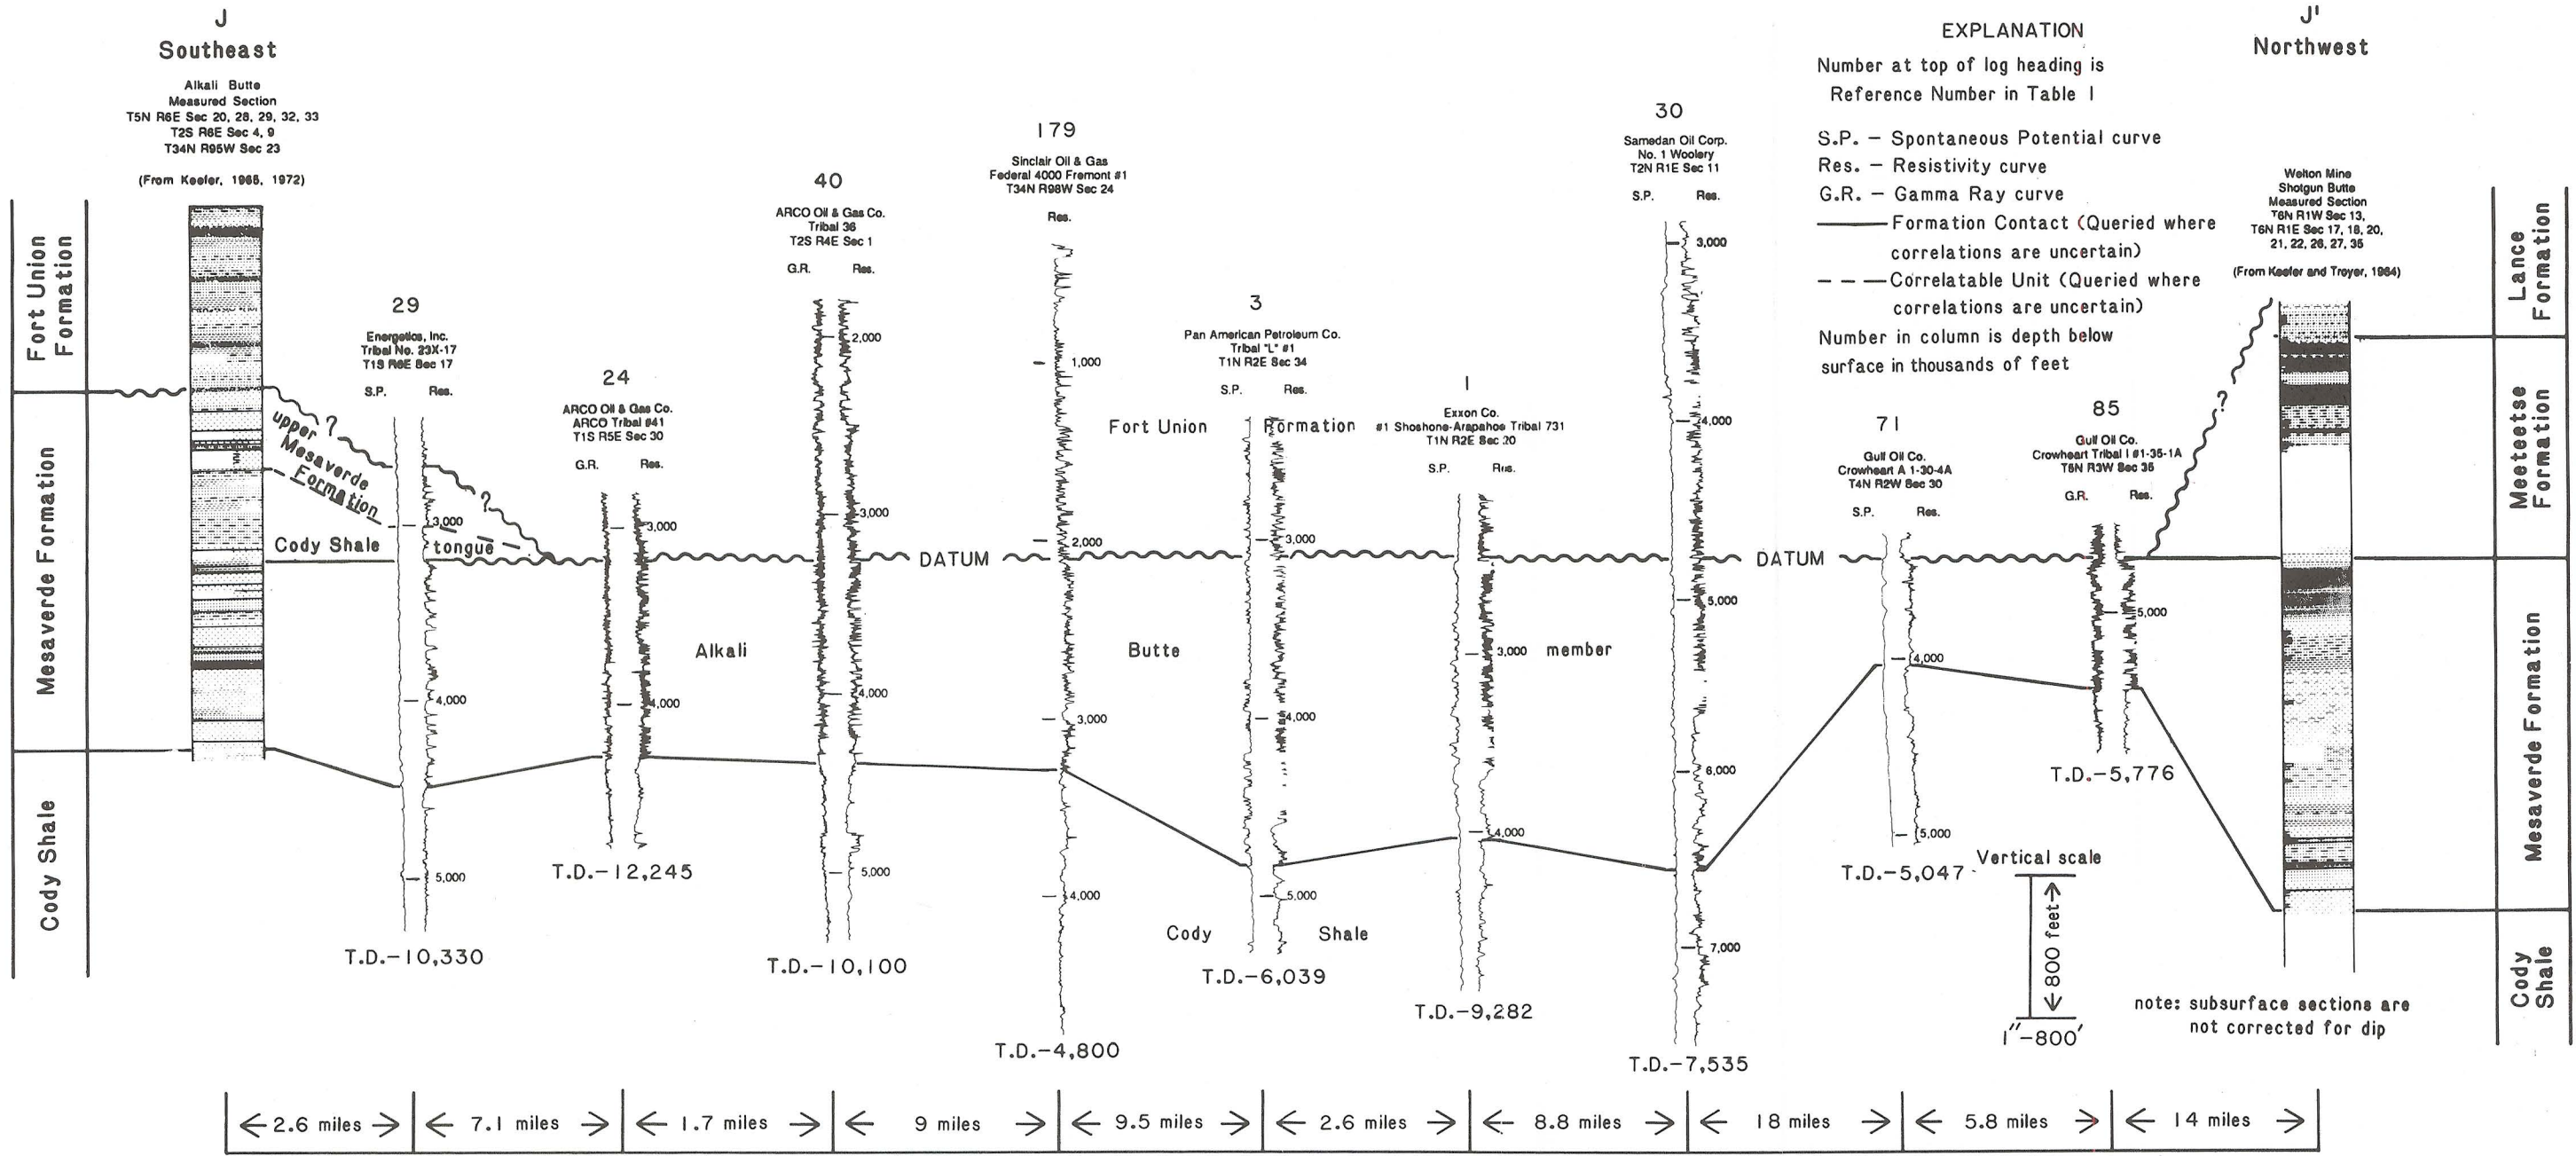 J
Southeast
Alkali Butte
Measured Section
T5N R6E Sec 20, 28, 29, 32, 33
T2S R6E Sec 4, 9
T34N R95W Sec 23
(From Keefer, 1965, 1972)
Fort Union
Formation
Mesaverde Formation
Cody Shale
upper
Mesaverde
Formation
?
?
Cody Shale
tongue
29
Energetics, Inc.
Tribal No. 23X-17
T1S R6E Sec 17
S.P. Res.
3,000
4,000
5,000
T.D.-10,330
24
ARCO Oil & Gas Co.
ARCO Tribal #41
T1S R5E Sec 30
G.R. Res.
3,000
4,000
T.D.-12,245
Alkali
40
ARCO Oil & Gas Co.
Tribal 36
T2S R4E Sec 1
G.R. Res.
2,000
3,000
4,000
5,000
T.D.-10,100
DATUM
179
Sinclair Oil & Gas
Federal 4000 Fremont #1
T34N R98W Sec 24
Res.
1,000
2,000
3,000
4,000
T.D.-4,800
Fort Union Formation
Butte
Cody Shale
3
Pan American Petroleum Co.
Tribal "L" #1
T1N R2E Sec 34
S.P. Res.
3,000
4,000
5,000
T.D.-6,039
1
Exxon Co.
#1 Shoshone-Arapahoe Tribal 731
T1N R2E Sec 20
S.P. Res.
3,000
4,000
T.D.-9,282
member
30
Samedan Oil Corp.
No. 1 Woolery
T2N R1E Sec 11
S.P. Res.
3,000
4,000
5,000
6,000
7,000
T.D.-7,535
DATUM
EXPLANATION
Number at top of log heading is
Reference Number in Table 1
S.P. – Spontaneous Potential curve
Res. – Resistivity curve
G.R. – Gamma Ray curve
Formation Contact (Queried where
correlations are uncertain)
Correlatable Unit (Queried where
correlations are uncertain)
Number in column is depth below
surface in thousands of feet
71
Gulf Oil Co.
Crowheart A 1-30-4A
T4N R2W Sec 30
S.P. Res.
4,000
5,000
T.D.-5,047
85
Gulf Oil Co.
Crowheart Tribal I #1-35-1A
T5N R3W Sec 35
G.R. Res.
5,000
T.D.-5,776
?
Vertical scale
800 feet
1"-800'
J'
Northwest
Welton Mine
Shotgun Butte
Measured Section
T6N R1W Sec 13,
T6N R1E Sec 17, 18, 20,
21, 22, 26, 27, 35
(From Keefer and Troyer, 1964)
Lance
Formation
Meeteetse
Formation
Mesaverde Formation
Cody
Shale
note: subsurface sections are
not corrected for dip
2.6 miles
7.1 miles
1.7 miles
9 miles
9.5 miles
2.6 miles
8.8 miles
18 miles
5.8 miles
14 miles